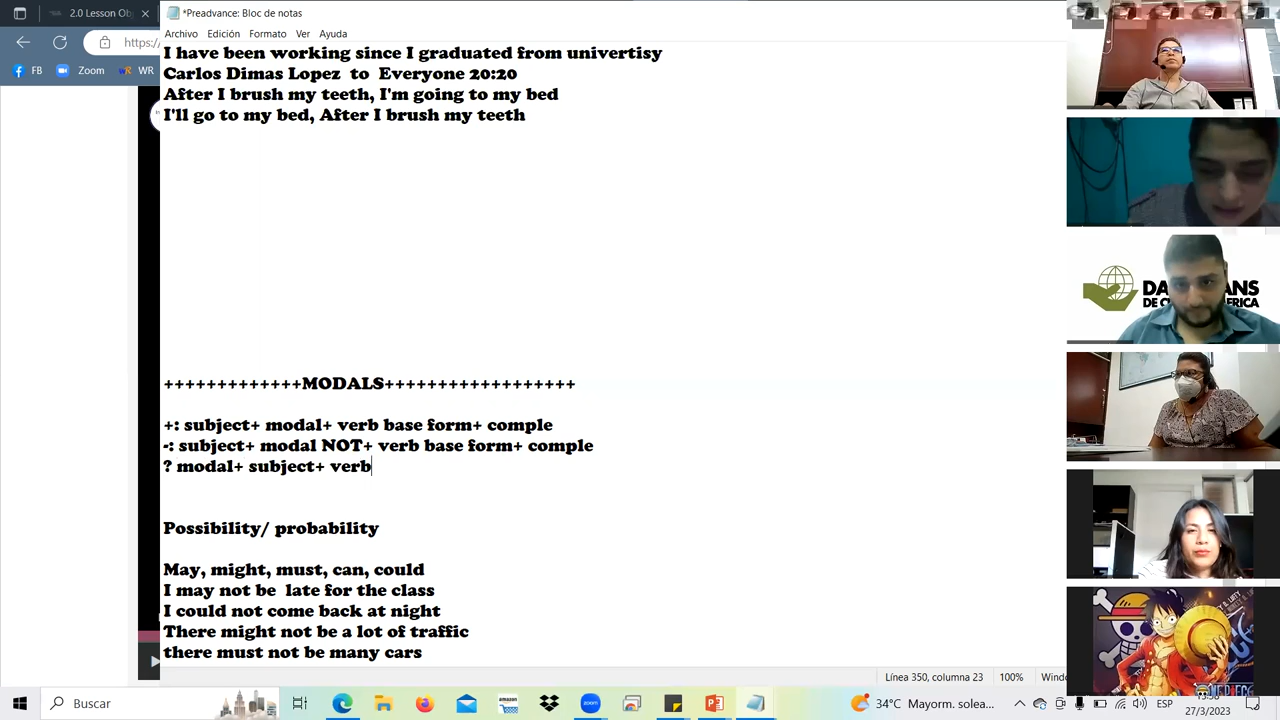 *Preadvance: Bloc de notas
2.0 Lesson Ob
Archivo Edición Formato Ver Ayuda
https:/
FB Zoom WR
I have been working since I graduated from univertisy
Carlos Dimas Lopez to Everyone 20:20
After I brush my teeth, I'm going to my bed
I'll go to my bed, After I brush my teeth
+++++++++++++MODALS++++++++++++++++++
+: subject+ modal+ verb base form+ comple
-: subject+ modal NOT+ verb base form+ comple
? modal+ subject+ verb
Possibility/ probability
May, might, must, can, could
I may not be late for the class
I could not come back at night
There might not be a lot of traffic
there must not be many cars
Línea 350, columna 23 100% Windo
Buscar
34°C Mayorm. solea...
ESP
27/3/2023
ONE PIECE